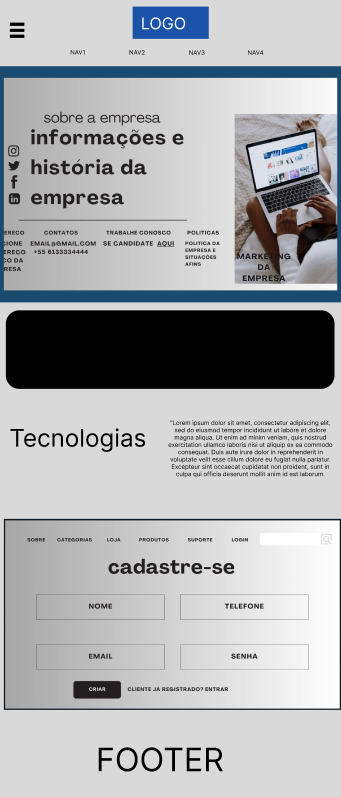 LOGO
NAV1 NAV2 NAV3 NAV4
sobre a empresa
informações e
história da
empresa
EREÇO CONTATOS TRABALHE CONOSCO POLITICAS
CIONE EMAIL@GMAIL.COM SE CANDIDATE AQUI POLITICA DA
EREÇO +55 6133334444 EMPRESA E
ÇO DA SITUAÇÕES
RESA AFINS
MARKETING
DA
EMPRESA
Tecnologias
"Lorem ipsum dolor sit amet, consectetur adipiscing elit,
sed do eiusmod tempor incididunt ut labore et dolore
magna aliqua. Ut enim ad minim veniam, quis nostrud
exercitation ullamco laboris nisi ut aliquip ex ea commodo
consequat. Duis aute irure dolor in reprehenderit in
voluptate velit esse cillum dolore eu fugiat nulla pariatur.
Excepteur sint occaecat cupidatat non proident, sunt in
culpa qui officia deserunt mollit anim id est laborum.
SOBRE CATEGORIAS LOJA PRODUTOS SUPORTE LOGIN
cadastre-se
NOME TELEFONE
EMAIL SENHA
CRIAR CLIENTE JÁ REGISTRADO? ENTRAR
FOOTER